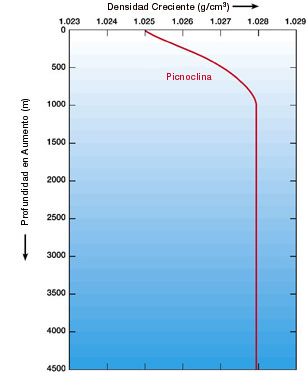 Densidad Creciente (g/cm³)
1.023 1.024 1.025 1.026 1.027 1.028 1.029
0
Picnoclina
500
1000
1500
Profundidad en Aumento (m)
2000
2500
3000
3500
4000
4500